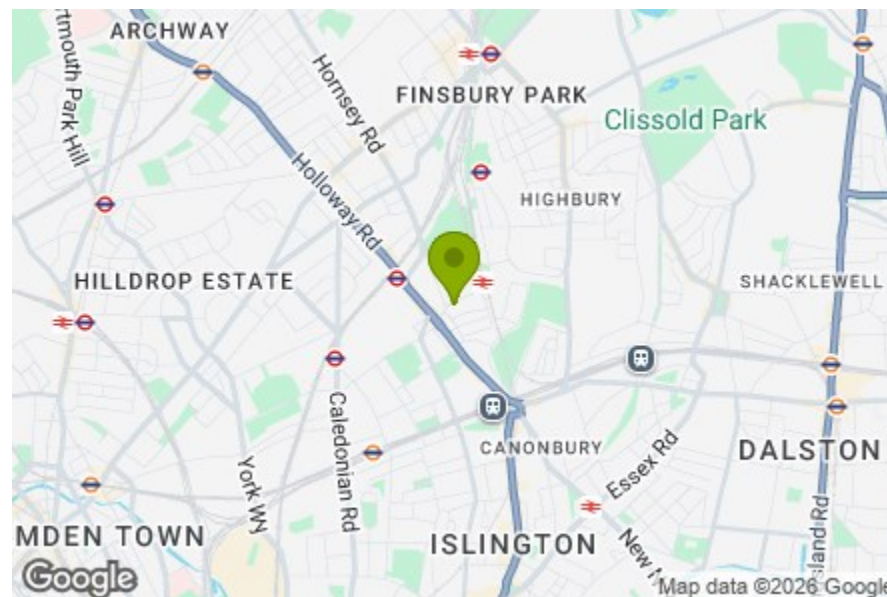 ARCHWAY
rtmouth Park Hill
Hornsey Rd
FINSBURY PARK
Clissold Park
Holloway Rd
HIGHBURY
HILLDROP ESTATE
SHACKLEWELL
Caledonian Rd
CANONBURY
Essex Rd
DALSTON
York Wy
MDEN TOWN
ISLINGTON
New N
sland Rd
Google
Map data ©2026 Google